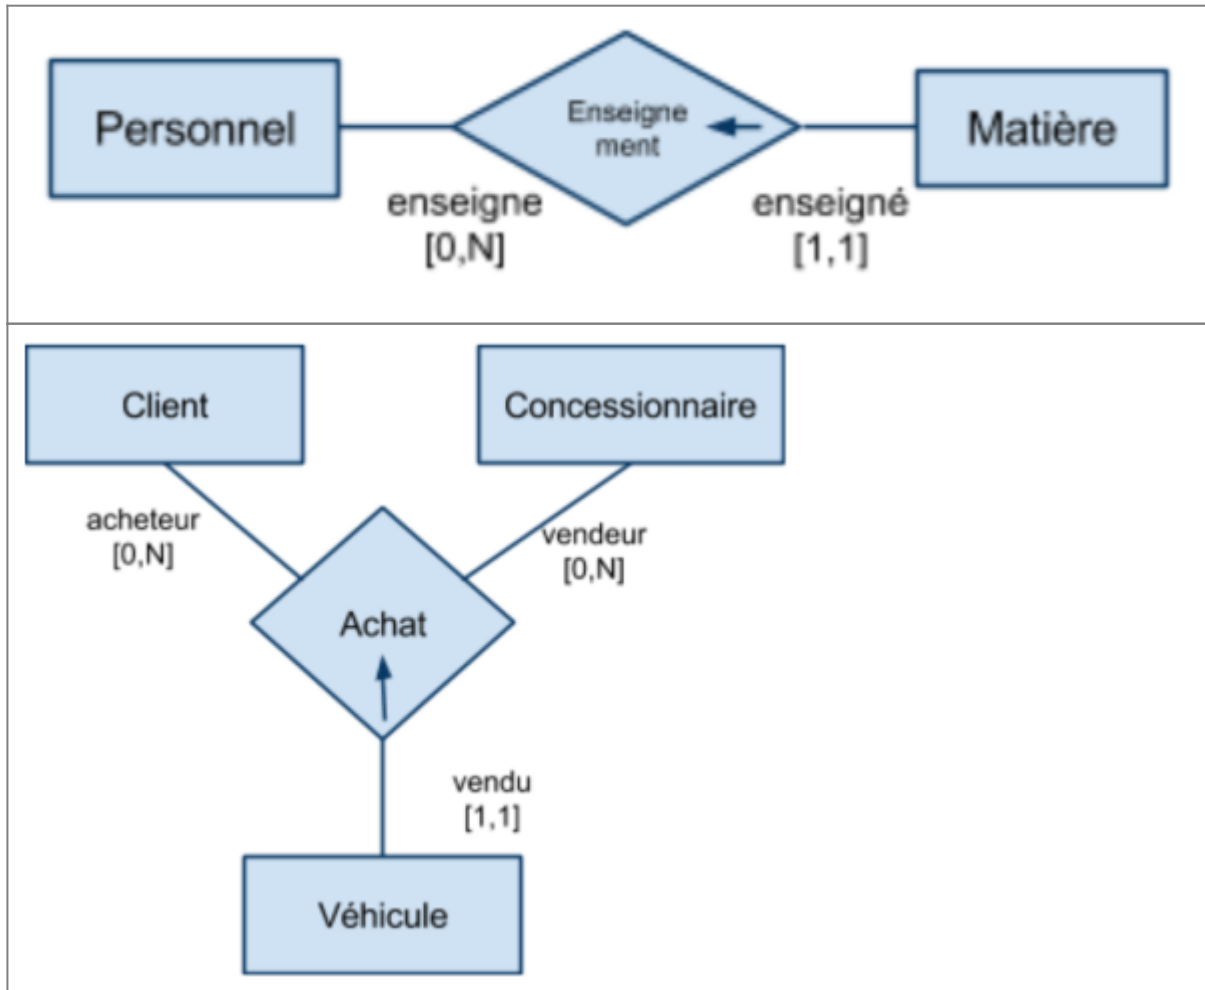 Personnel
Enseigne
ment
Matière
enseigne
[0,N]
enseigné
[1,1]
Client
Concessionnaire
acheteur
[0,N]
vendeur
[0,N]
Achat
vendu
[1,1]
Véhicule